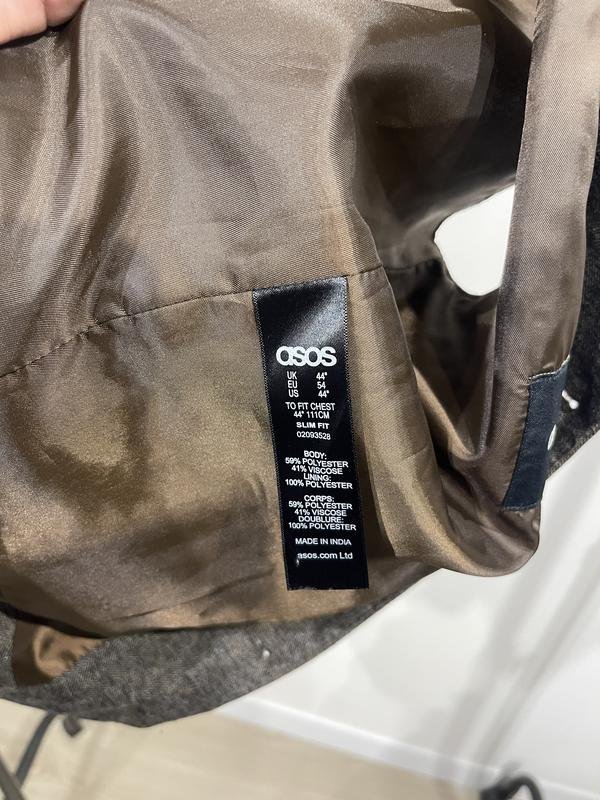 asos
UK 44"
EU 54
US 44"
TO FIT CHEST
44" 111CM
SLIM FIT
02093528
BODY:
59% POLYESTER
41% VISCOSE
LINING:
100% POLYESTER
CORPS:
59% POLYESTER
41% VISCOSE
DOUBLURE:
100% POLYESTER
MADE IN INDIA
asos.com Ltd